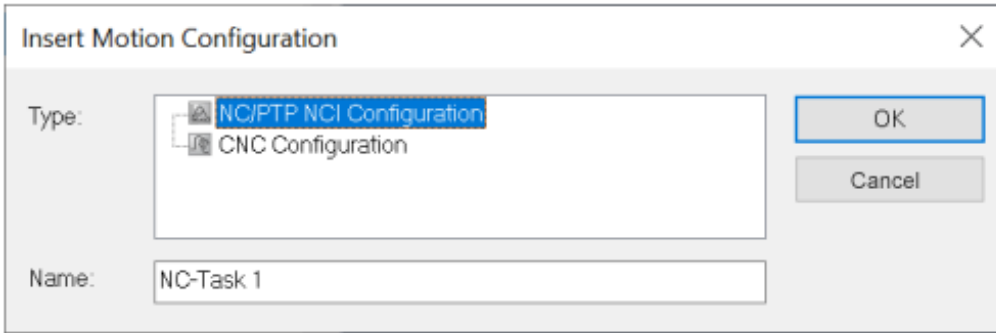 Insert Motion Configuration
Type:
NC/PTP NCI Configuration
CNC Configuration
OK
Cancel
Name:
NC-Task 1